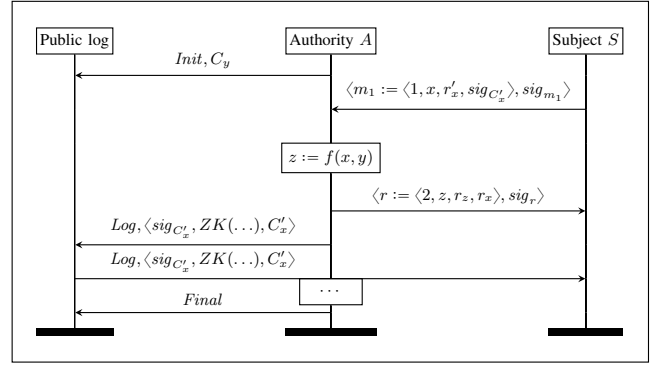 Public log
Authority A
Subject S
Init, C_y
⟨m_1 := ⟨1, x, r'_x, sig_{C'_x}⟩, sig_{m_1}⟩
z := f(x, y)
⟨r := ⟨2, z, r_z, r_x⟩, sig_r⟩
Log, ⟨sig_{C'_x}, ZK(...), C'_x⟩
Log, ⟨sig_{C'_x}, ZK(...), C'_x⟩
...
Final